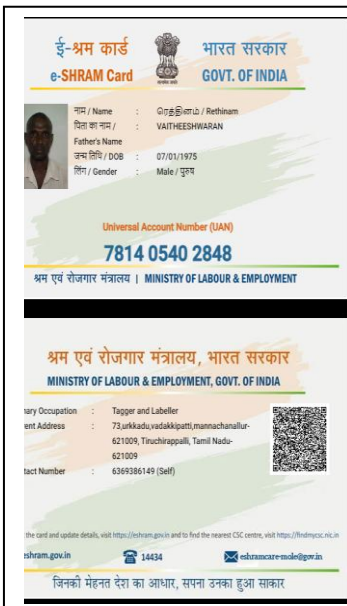 ई-श्रम कार्ड भारत सरकार
e-SHRAM Card GOVT. OF INDIA
नाम / Name : ரெத்தினம் / Rethinam
पिता का नाम / : VAITHEESHWARAN
Father's Name
जन्म तिथि / DOB : 07/01/1975
लिंग / Gender : Male / पुरुष
Universal Account Number (UAN)
7814 0540 2848
श्रम एवं रोजगार मंत्रालय | MINISTRY OF LABOUR & EMPLOYMENT
श्रम एवं रोजगार मंत्रालय, भारत सरकार
MINISTRY OF LABOUR & EMPLOYMENT, GOVT. OF INDIA
ary Occupation : Tagger and Labeller
ent Address : 73,urkkadu,vadakkipatti,mannachanallur-
621009, Tiruchirappalli, Tamil Nadu-
621009
tact Number : 6369386149 (Self)
the card and update details, visit https://eshram.gov.in and to find the nearest CSC centre, visit https://findmycsc.nic.in
shram.gov.in 14434 eshramcare-mole@gov.in
जिनकी मेहनत देश का आधार, सपना उनका हुआ साकार